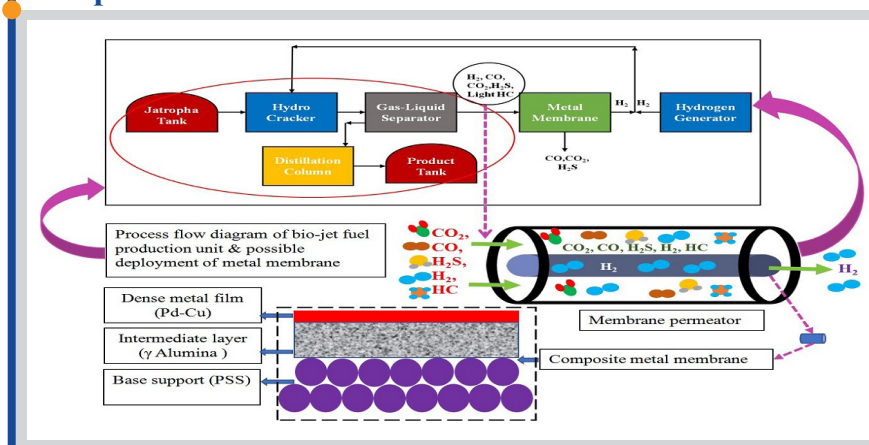 H₂, CO,
CO₂,H₂S,
Light HC
Jatropha
Tank
Hydro
Cracker
Gas-Liquid
Separator
Metal
Membrane
H₂
H₂
Hydrogen
Generator
Distillation
Column
Product
Tank
CO,CO₂,
H₂S
Process flow diagram of bio-jet fuel
production unit & possible
deployment of metal membrane
CO₂,
CO,
H₂S,
H₂,
HC
CO₂, CO, H₂S, H₂, HC
H₂
H₂
Membrane permeator
Dense metal film
(Pd-Cu)
Intermediate layer
(γ Alumina )
Base support (PSS)
Composite metal membrane